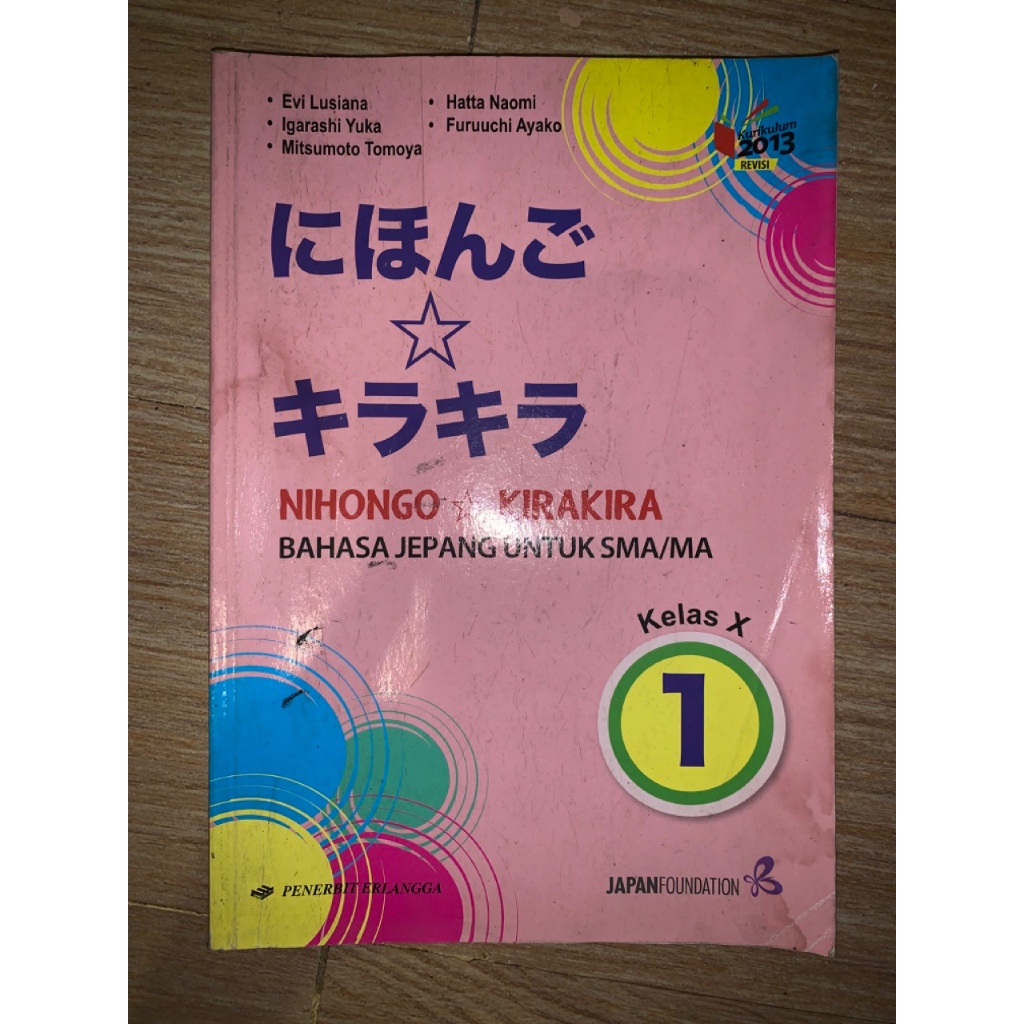 • Evi Lusiana
• Igarashi Yuka
• Mitsumoto Tomoya
• Hatta Naomi
• Furuuchi Ayako
Kurikulum
2013
REVISI
にほんご
☆
キラキラ
NIHONGO ☆ KIRAKIRA
BAHASA JEPANG UNTUK SMA/MA
Kelas X
1
PENERBIT ERLANGGA
JAPANFOUNDATION